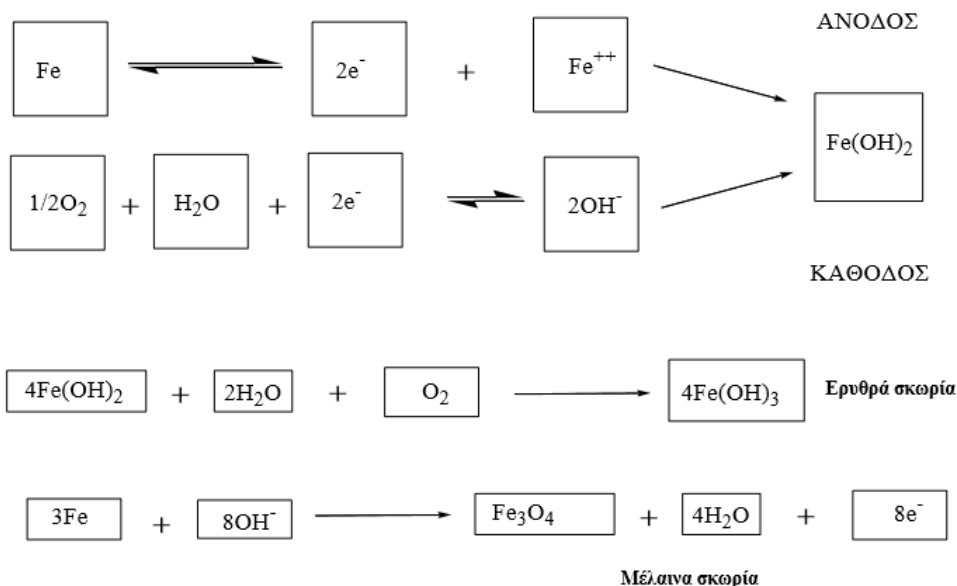 ΑΝΟΔΟΣ
Fe 2e⁻ + Fe⁺⁺
Fe(OH)₂
1/2O₂ + H₂O + 2e⁻ 2OH⁻
ΚΑΘΟΔΟΣ
4Fe(OH)₂ + 2H₂O + O₂ 4Fe(OH)₃ Ερυθρά σκωρία
3Fe + 8OH⁻ Fe₃O₄ + 4H₂O + 8e⁻
Μέλαινα σκωρία